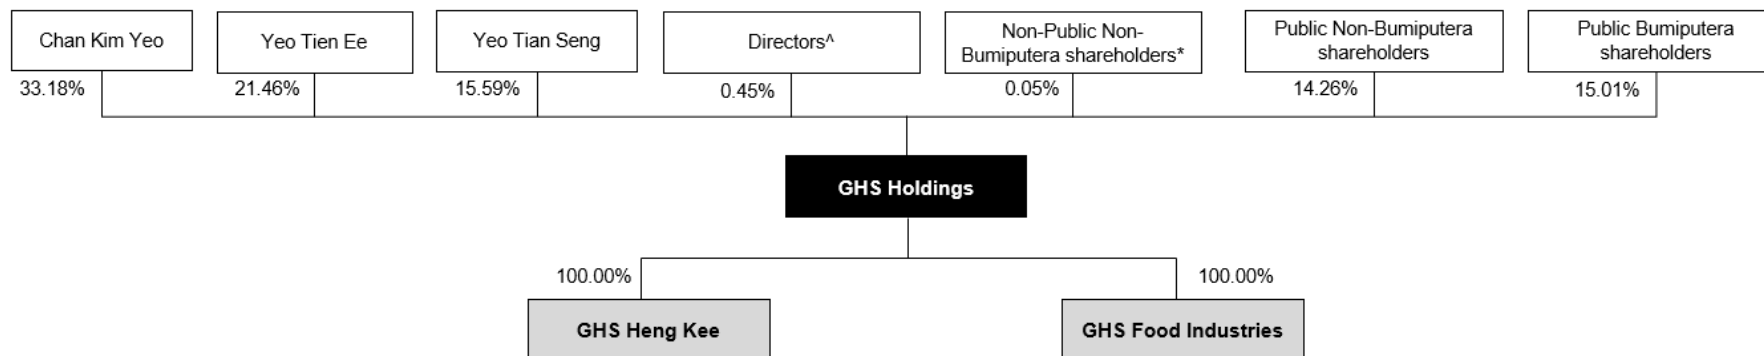 Chan Kim Yeo
Yeo Tien Ee
Yeo Tian Seng
Directors^
Non-Public Non-
Bumiputera shareholders*
Public Non-Bumiputera
shareholders
Public Bumiputera
shareholders
33.18%
21.46%
15.59%
0.45%
0.05%
14.26%
15.01%
GHS Holdings
100.00%
100.00%
GHS Heng Kee
GHS Food Industries